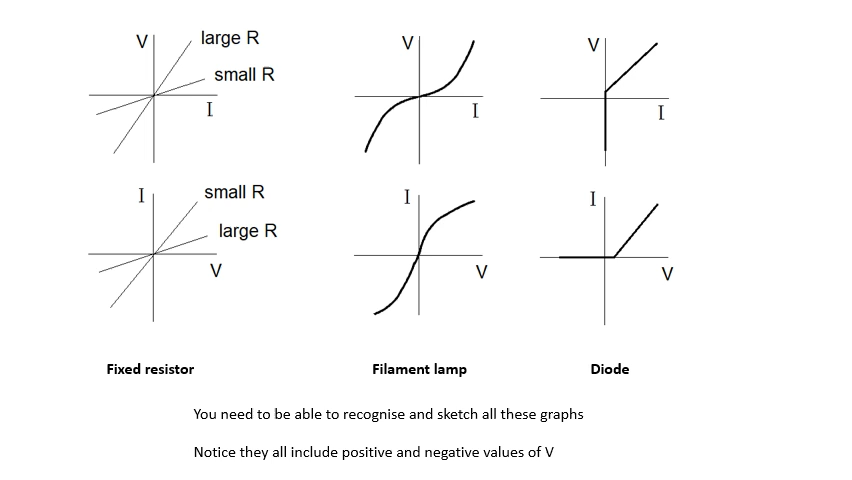 V
large R
small R
I
V
I
V
I
I
small R
large R
V
I
V
I
V
Fixed resistor
Filament lamp
Diode
You need to be able to recognise and sketch all these graphs
Notice they all include positive and negative values of V